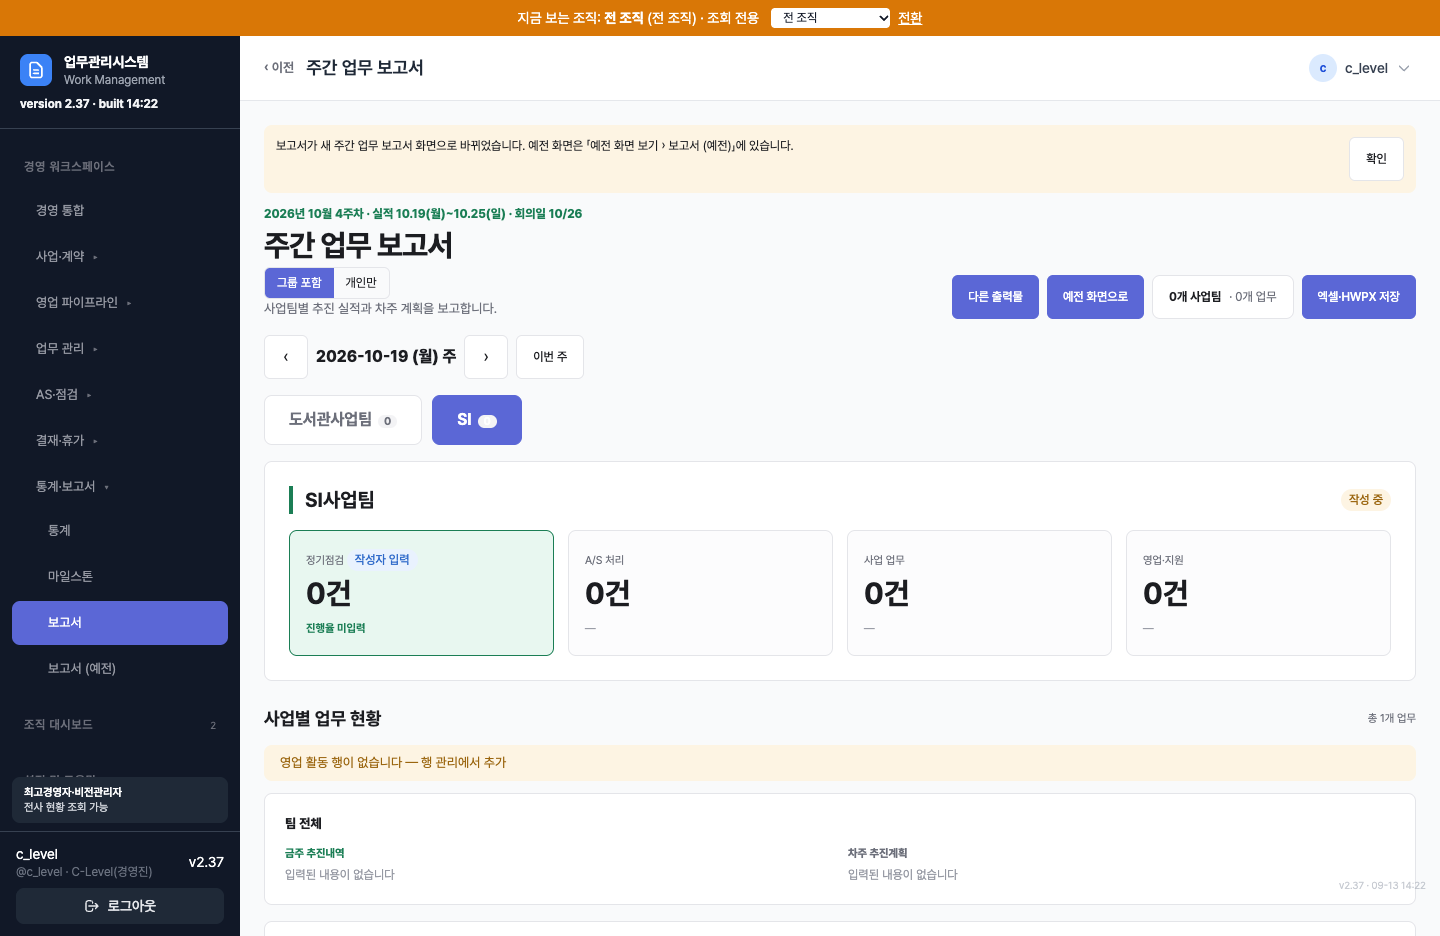 지금 보는 조직: 전 조직 (전 조직) · 조회 전용 전 조직 전환
업무관리시스템
Work Management
version 2.37 · built 14:22
경영 워크스페이스
경영 통합
사업·계약 ▸
영업 파이프라인 ▸
업무 관리 ▸
AS·점검 ▸
결재·휴가 ▸
통계·보고서 ▾
통계
마일스톤
보고서
보고서 (예전)
조직 대시보드 2
최고경영자·비전관리자
전사 현황 조회 가능
c_level
@c_level · C-Level(경영진)
v2.37
로그아웃
‹ 이전 주간 업무 보고서
c c_level
보고서가 새 주간 업무 보고서 화면으로 바뀌었습니다. 예전 화면은 「예전 화면 보기 › 보고서 (예전)」에 있습니다.
확인
2026년 10월 4주차 · 실적 10.19(월)~10.25(일) · 회의일 10/26
주간 업무 보고서
그룹 포함 개인만
사업팀별 추진 실적과 차주 계획을 보고합니다.
다른 출력물 예전 화면으로 0개 사업팀 · 0개 업무 엑셀·HWPX 저장
‹ 2026-10-19 (월) 주 › 이번 주
도서관사업팀 0 SI
SI사업팀 작성 중
정기점검 작성자 입력
0건
진행율 미입력
A/S 처리
0건
—
사업 업무
0건
—
영업·지원
0건
—
사업별 업무 현황 총 1개 업무
영업 활동 행이 없습니다 — 행 관리에서 추가
팀 전체
금주 추진내역
입력된 내용이 없습니다
차주 추진계획
입력된 내용이 없습니다
v2.37 · 09-13 14:22